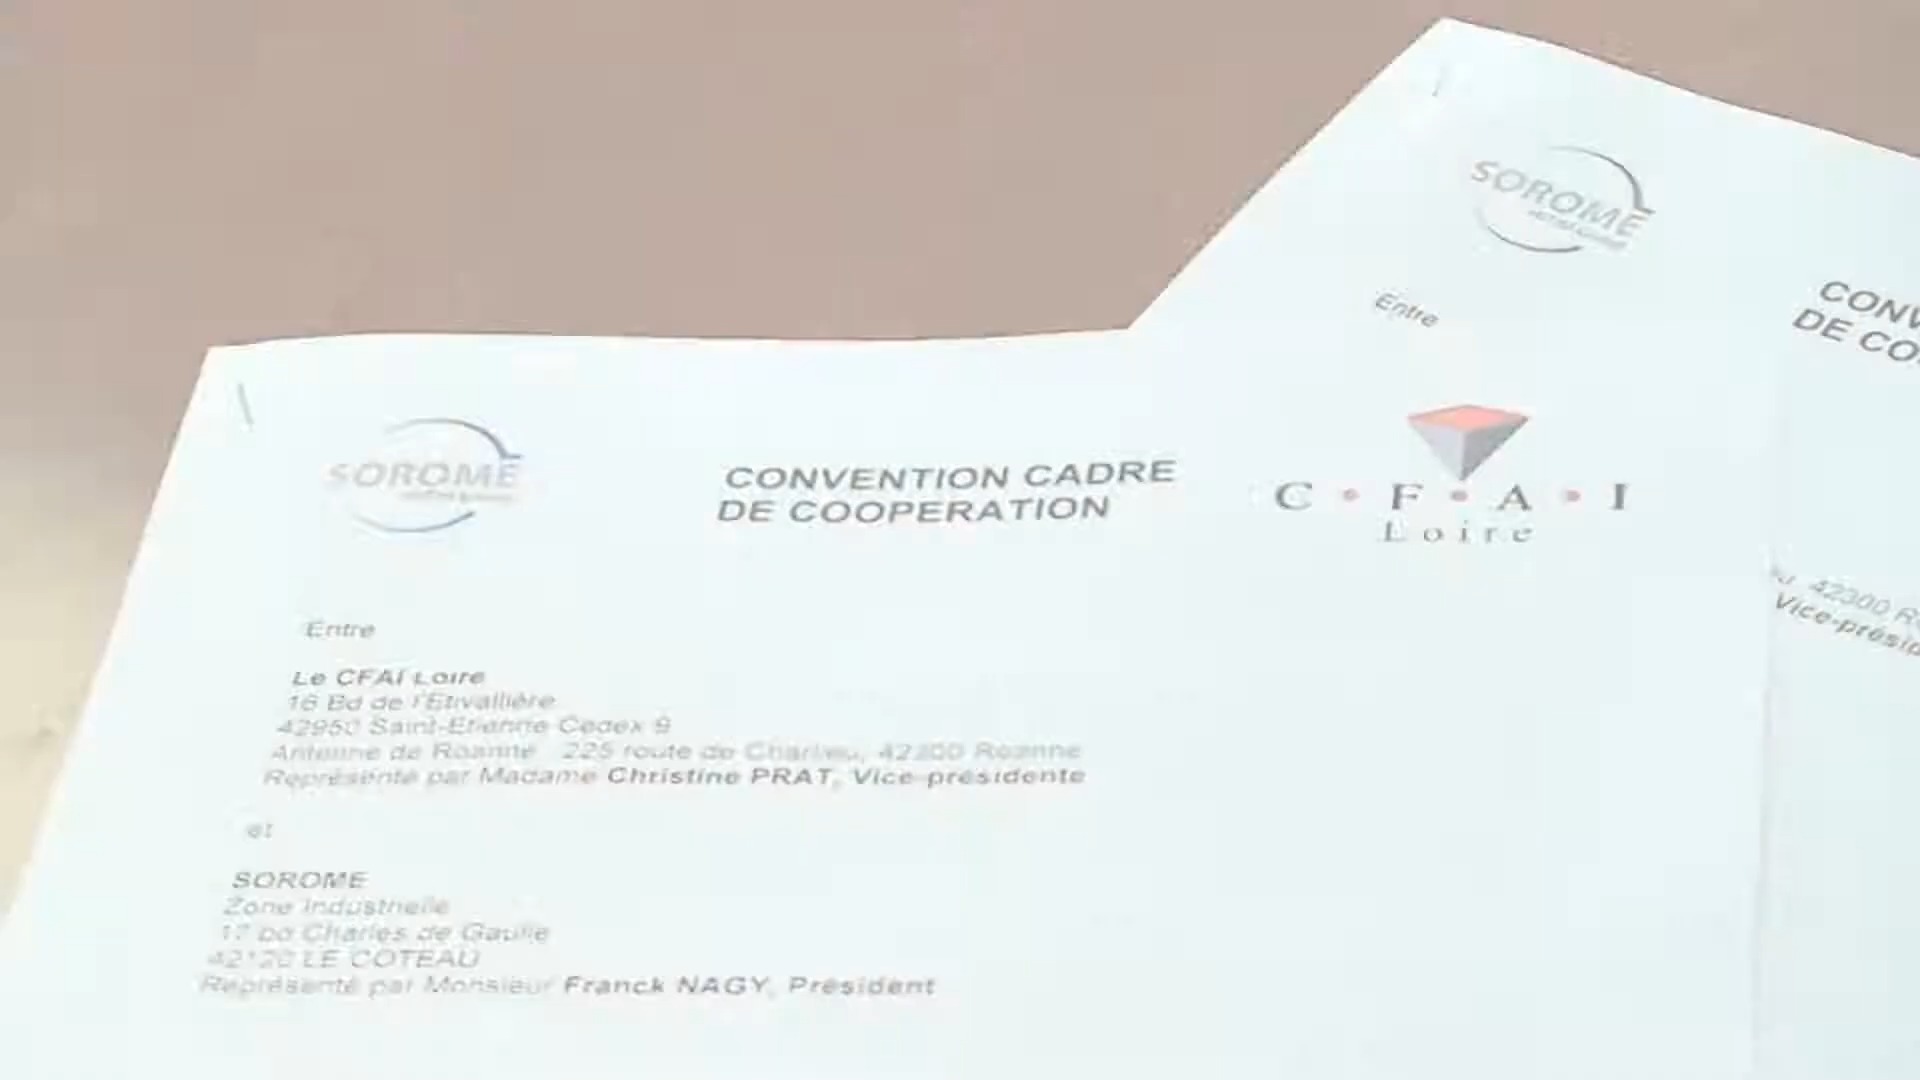 SOROME
CONVENTION CADRE
DE COOPERATION
C • F • A • I
Loire
Entre
Le CFAI Loire
16 Bd de l'Etivallière
42950 Saint-Etienne Cedex 9
Antenne de Roanne 225 route de Charlieu, 42300 Roanne
Représenté par Madame Christine PRAT, Vice-présidente
et
SOROME
Zone Industrielle
17 bd Charles de Gaulle
42120 LE COTEAU
Représenté par Monsieur Franck NAGY, Président
SOROME
Entre
CONV
DE CO
42300 R
Vice-présid